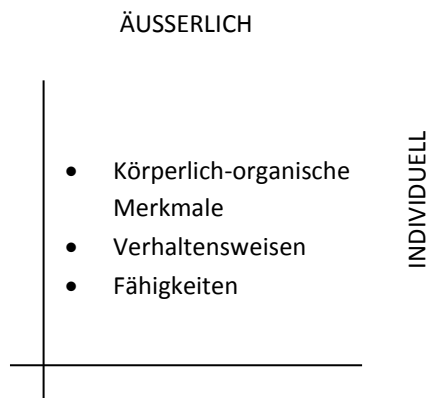 ÄUSSERLICH
• Körperlich-organische
Merkmale
• Verhaltensweisen
• Fähigkeiten
INDIVIDUELL